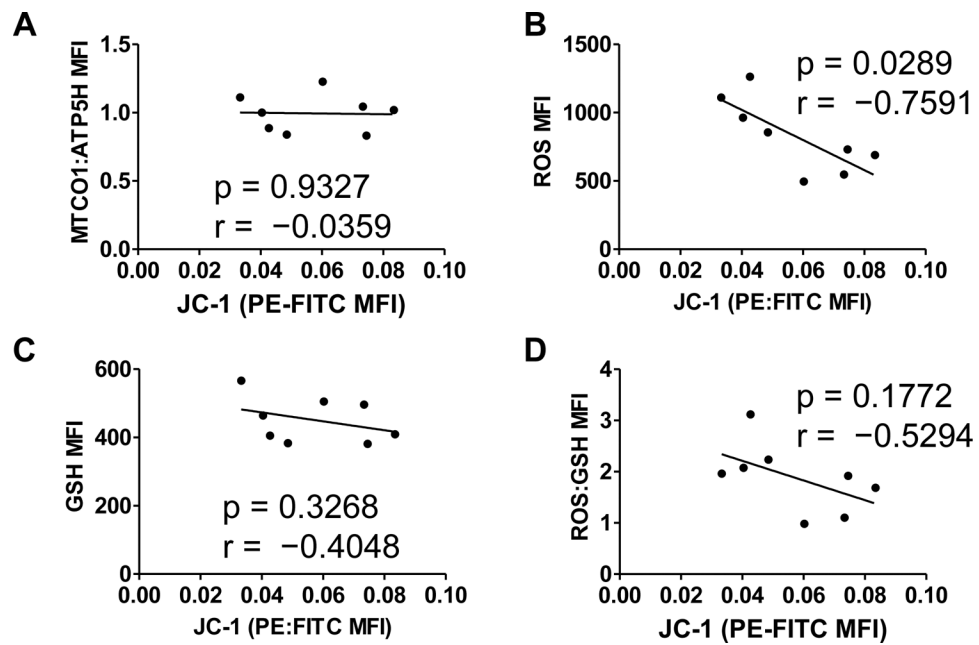 A
MTCO1:ATP5H MFI
1.5
1.0
0.5
0.0
p = 0.9327
r = −0.0359
0.00 0.02 0.04 0.06 0.08 0.10
JC-1 (PE-FITC MFI)
B
ROS MFI
1500
1000
500
0
p = 0.0289
r = −0.7591
0.00 0.02 0.04 0.06 0.08 0.10
JC-1 (PE:FITC MFI)
C
GSH MFI
600
400
200
0
p = 0.3268
r = −0.4048
0.00 0.02 0.04 0.06 0.08 0.10
JC-1 (PE:FITC MFI)
D
ROS:GSH MFI
4
3
2
1
0
p = 0.1772
r = −0.5294
0.00 0.02 0.04 0.06 0.08 0.10
JC-1 (PE-FITC MFI)